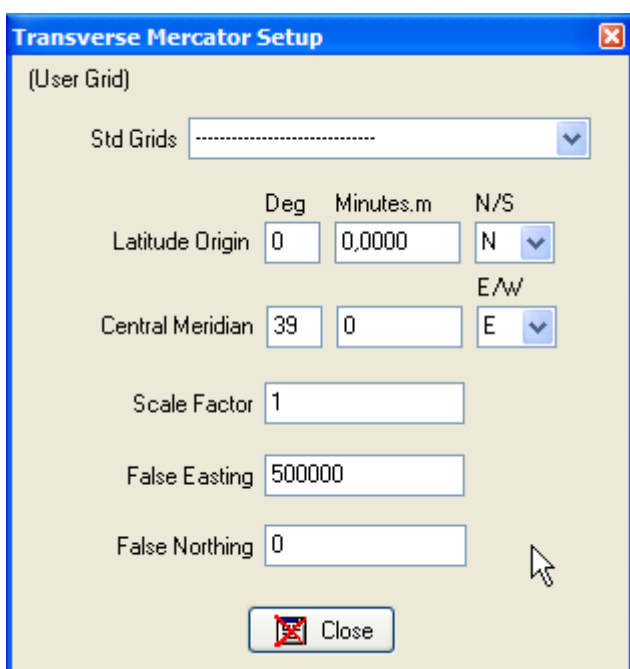 Transverse Mercator Setup
(User Grid)
Std Grids ------------------------------
Deg Minutes.m N/S
Latitude Origin 0 0,0000 N
E/W
Central Meridian 39 0 E
Scale Factor 1
False Easting 500000
False Northing 0
Close